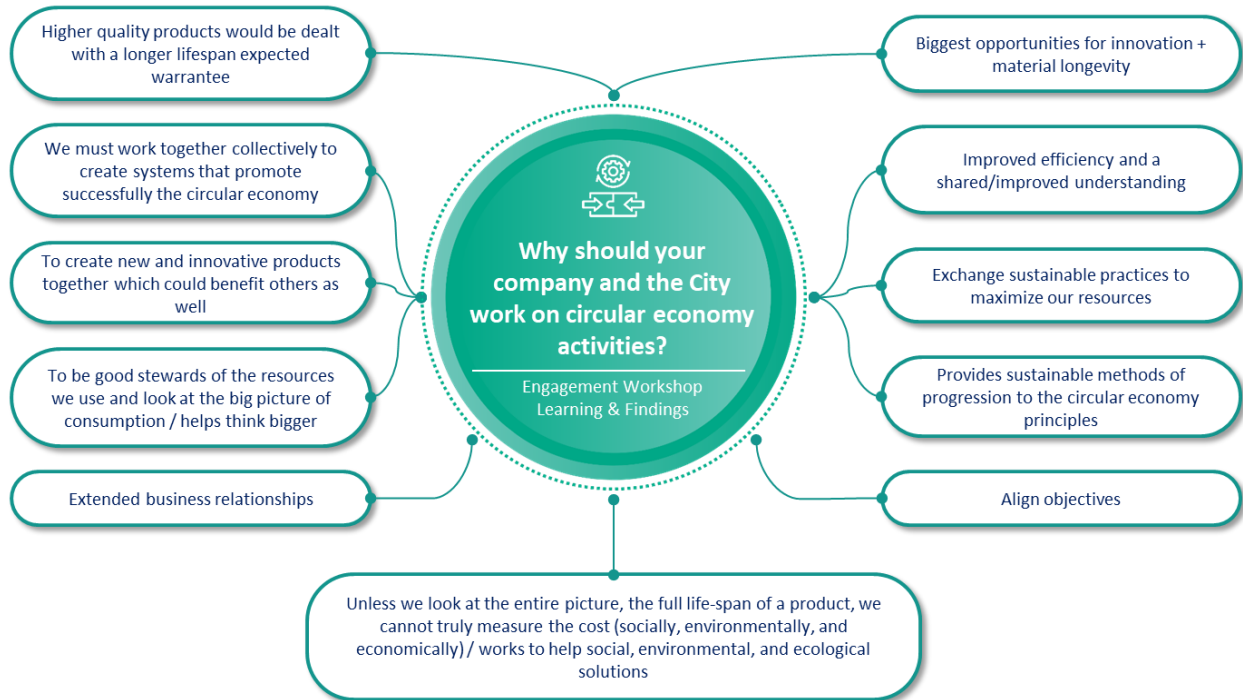 Higher quality products would be dealt
with a longer lifespan expected
warrantee
We must work together collectively to
create systems that promote
successfully the circular economy
To create new and innovative products
together which could benefit others as
well
To be good stewards of the resources
we use and look at the big picture of
consumption / helps think bigger
Extended business relationships
Why should your
company and the City
work on circular economy
activities?
Engagement Workshop
Learning & Findings
Biggest opportunities for innovation +
material longevity
Improved efficiency and a
shared/improved understanding
Exchange sustainable practices to
maximize our resources
Provides sustainable methods of
progression to the circular economy
principles
Align objectives
Unless we look at the entire picture, the full life-span of a product, we
cannot truly measure the cost (socially, environmentally, and
economically) / works to help social, environmental, and ecological
solutions